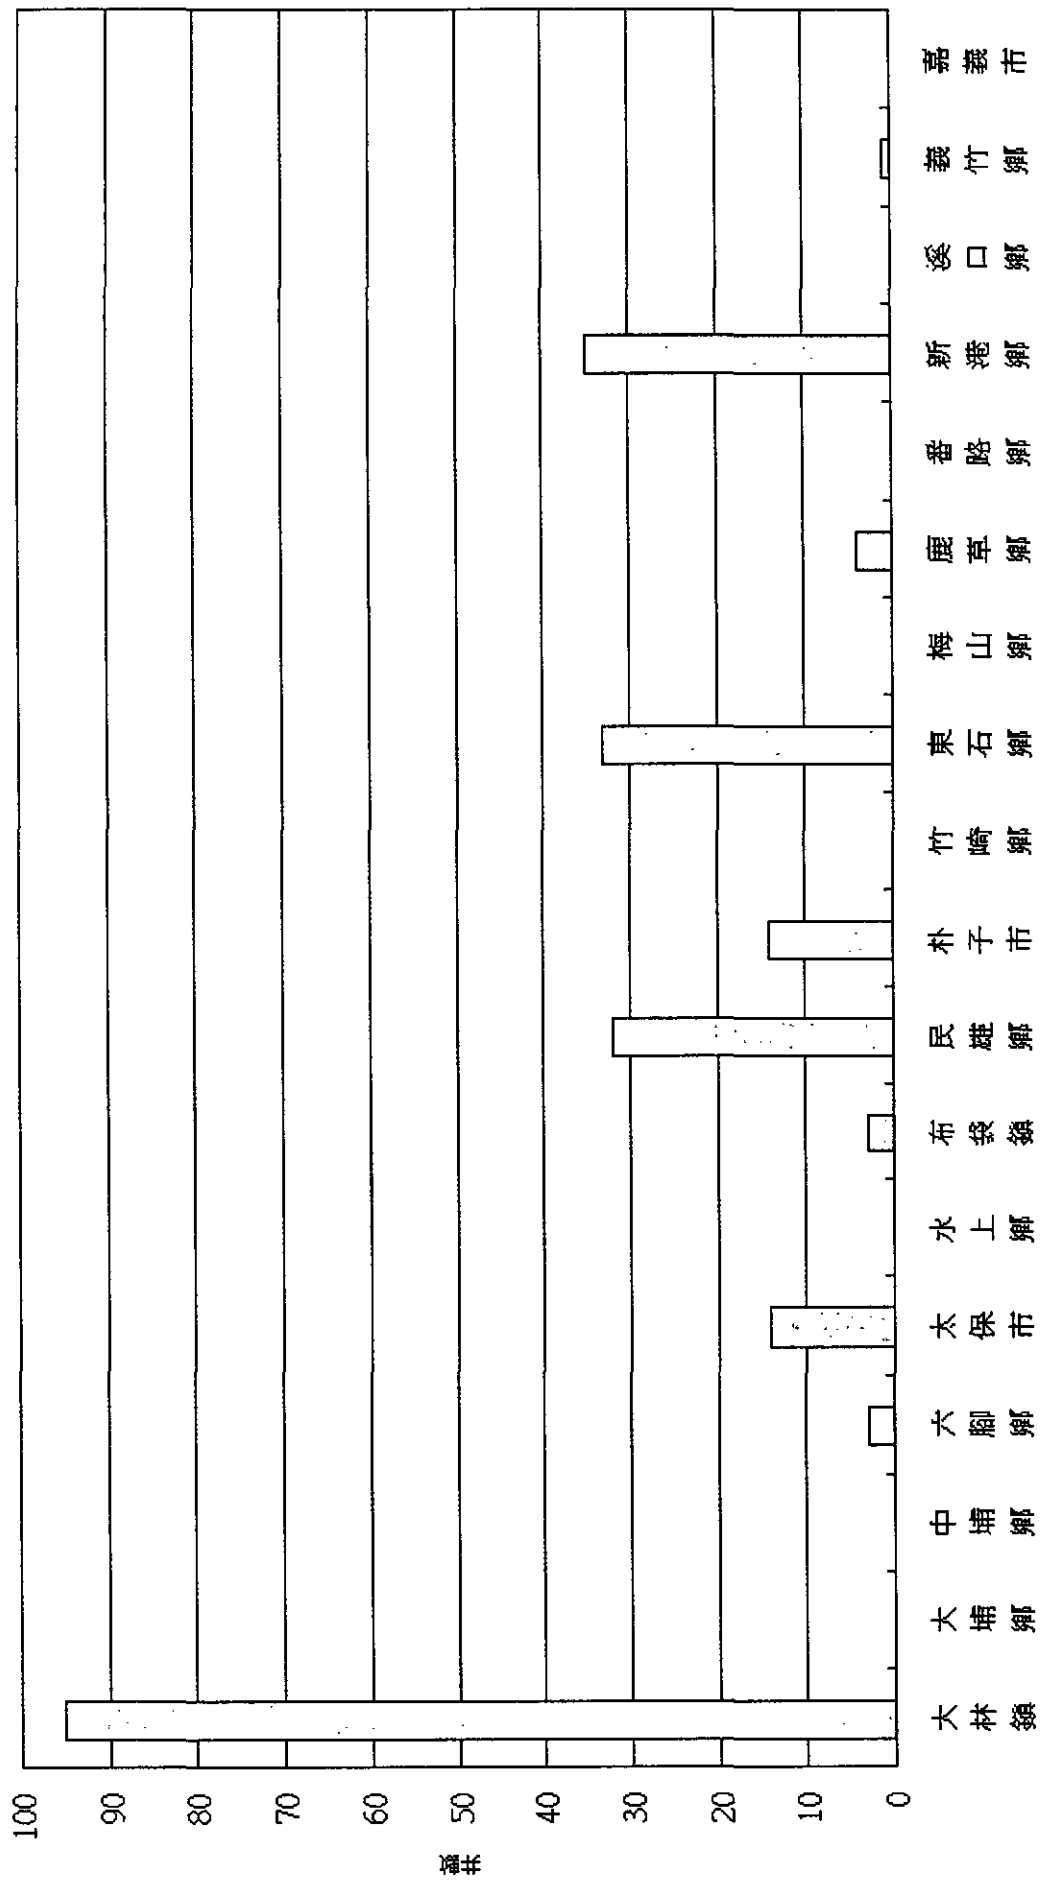 井數
100
90
80
70
60
50
40
30
20
10
0
大林鎮
大埔鄉
中埔鄉
六腳鄉
太保市
水上鄉
布袋鎮
民雄鄉
朴子市
竹崎鄉
東石鄉
梅山鄉
鹿草鄉
番路鄉
新港鄉
溪口鄉
義竹鄉
嘉義市